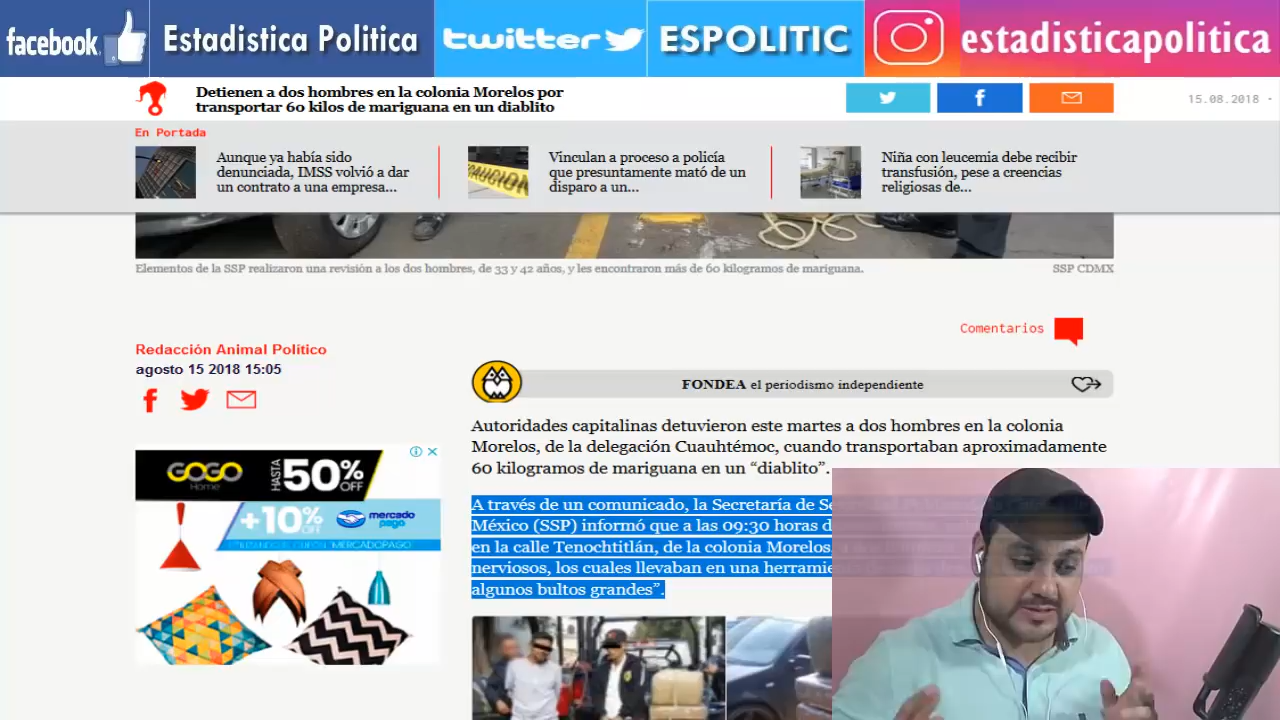 facebook Estadistica Politica twitter ESPOLITIC estadisticapolitica
Detienen a dos hombres en la colonia Morelos por
transportar 60 kilos de mariguana en un diablito
15.08.2018 -
En Portada
Aunque ya había sido
denunciada, IMSS volvió a dar
un contrato a una empresa...
CAUCION
Vinculan a proceso a policía
que presuntamente mató de un
disparo a un...
Niña con leucemia debe recibir
transfusión, pese a creencias
religiosas de...
Elementos de la SSP realizaron una revisión a los dos hombres, de 33 y 42 años, y les encontraron más de 60 kilogramos de mariguana.
SSP CDMX
Comentarios
Redacción Animal Político
agosto 15 2018 15:05
FONDEA el periodismo independiente
Autoridades capitalinas detuvieron este martes a dos hombres en la colonia
Morelos, de la delegación Cuauhtémoc, cuando transportaban aproximadamente
60 kilogramos de mariguana en un “diablito”.
A través de un comunicado, la Secretaría de Se
México (SSP) informó que a las 09:30 horas d
en la calle Tenochtitlán, de la colonia Morelos,
nerviosos, los cuales llevaban en una herramie
algunos bultos grandes”.
GOGO
Home
HASTA
50%
OFF
+10%
OFF
mercado
pago